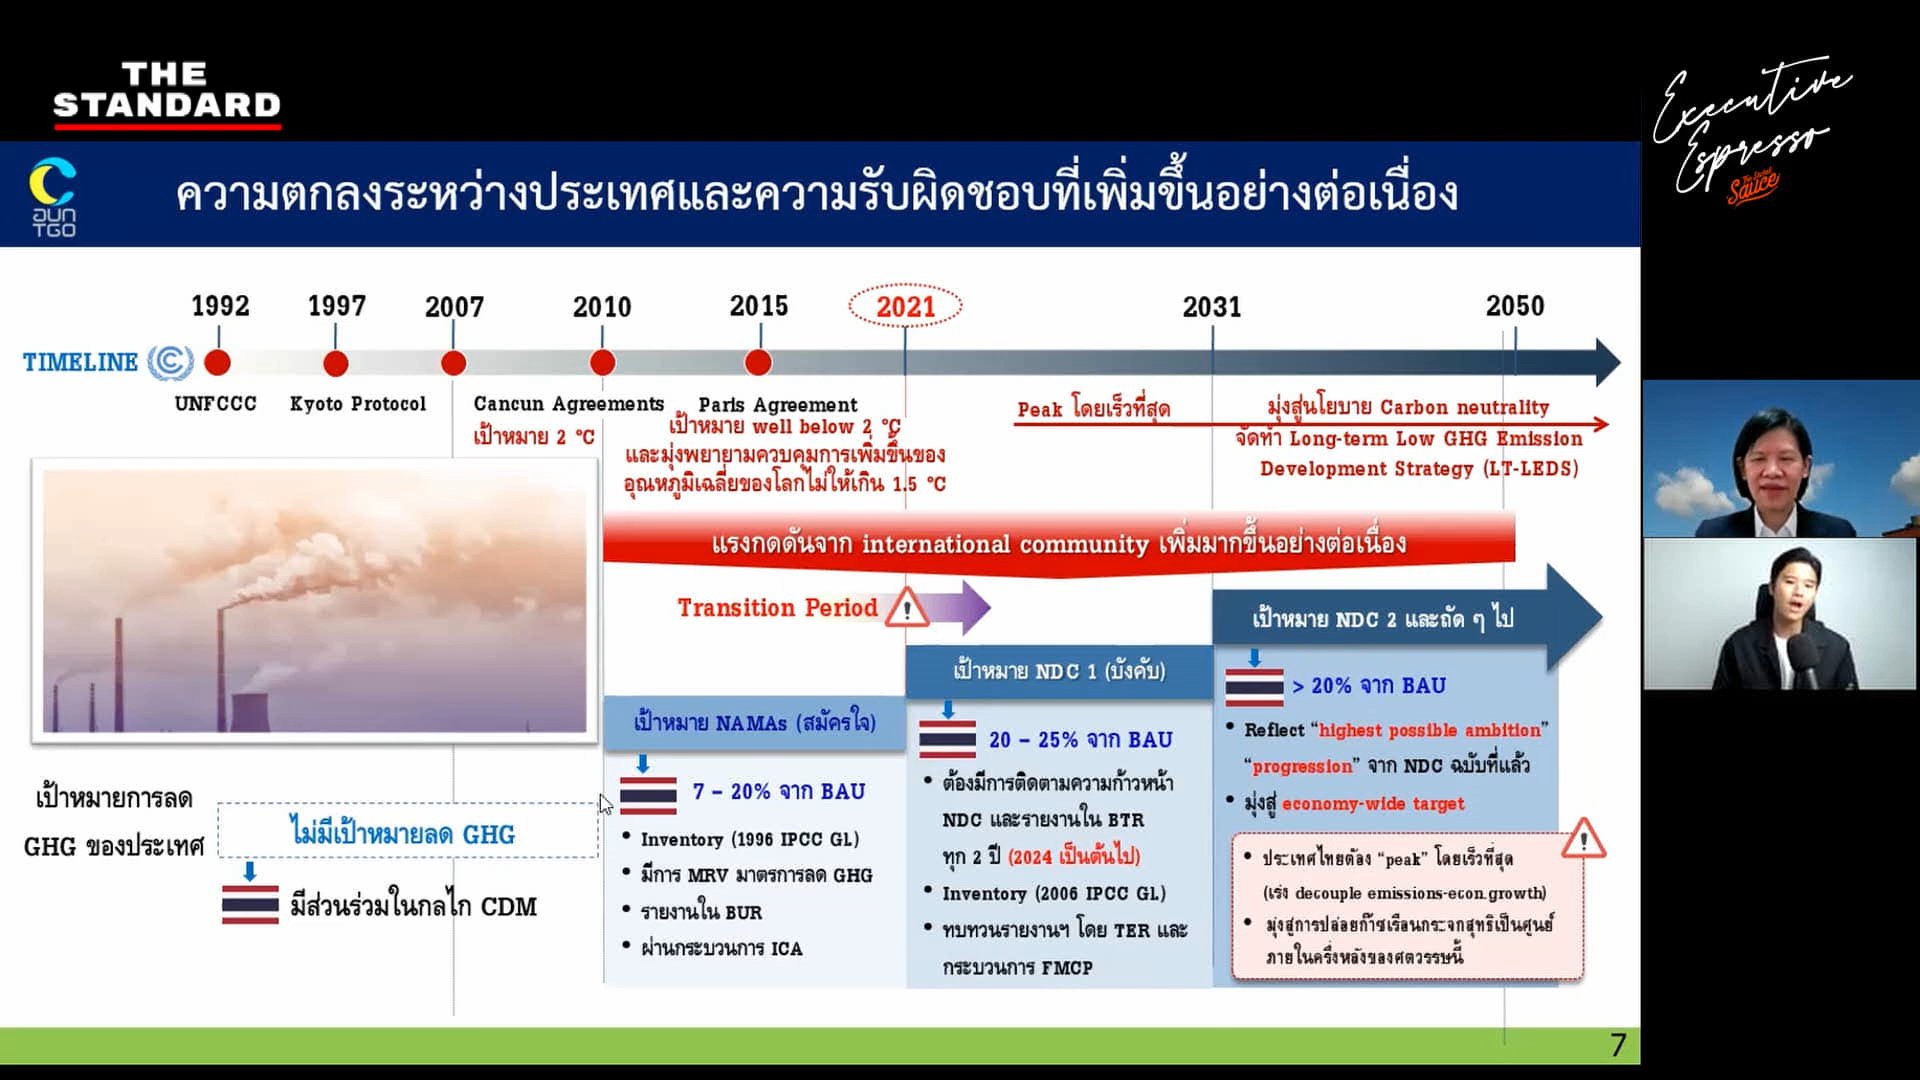 THE
STANDARD
Executive
Espresso
The Secret
Sauce
อบก
TGO
ความตกลงระหว่างประเทศและความรับผิดชอบที่เพิ่มขึ้นอย่างต่อเนื่อง
1992 1997 2007 2010 2015 2021 2031 2050
TIMELINE
UNFCCC Kyoto Protocol Cancun Agreements Paris Agreement
เป้าหมาย 2 °C
เป้าหมาย well below 2 °C
และมุ่งพยายามควบคุมการเพิ่มขึ้นของ
อุณหภูมิเฉลี่ยของโลกไม่ให้เกิน 1.5 °C
Peak โดยเร็วที่สุด
มุ่งสู่นโยบาย Carbon neutrality
จัดทำ Long-term Low GHG Emission
Development Strategy (LT-LEDS)
แรงกดดันจาก international community เพิ่มมากขึ้นอย่างต่อเนื่อง
Transition Period
เป้าหมายการลด
GHG ของประเทศ
ไม่มีเป้าหมายลด GHG
มีส่วนร่วมในกลไก CDM
เป้าหมาย NAMAs (สมัครใจ)
7 – 20% จาก BAU
• Inventory (1996 IPCC GL)
• มีการ MRV มาตรการลด GHG
• รายงานใน BUR
• ผ่านกระบวนการ ICA
เป้าหมาย NDC 1 (บังคับ)
20 – 25% จาก BAU
• ต้องมีการติดตามความก้าวหน้า
NDC และรายงานใน BTR
ทุก 2 ปี (2024 เป็นต้นไป)
• Inventory (2006 IPCC GL)
• ทบทวนรายงานฯ โดย TER และ
กระบวนการ FMCP
เป้าหมาย NDC 2 และถัด ๆ ไป
> 20% จาก BAU
• Reflect “highest possible ambition”
“progression” จาก NDC ฉบับที่แล้ว
• มุ่งสู่ economy-wide target
• ประเทศไทยต้อง “peak” โดยเร็วที่สุด
(เร่ง decouple emissions-econ.growth)
• มุ่งสู่การปล่อยก๊าซเรือนกระจกสุทธิเป็นศูนย์
ภายในครึ่งหลังของศตวรรษนี้
7